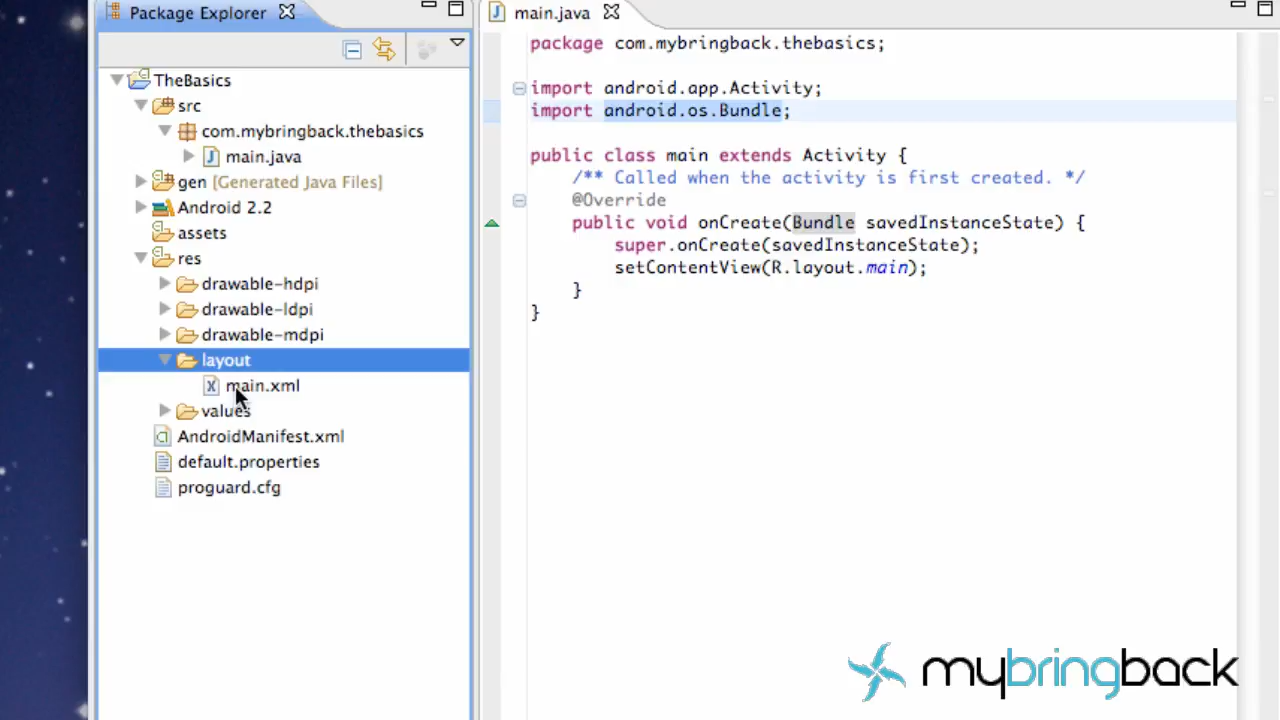 Package Explorer
TheBasics
src
com.mybringback.thebasics
main.java
gen [Generated Java Files]
Android 2.2
assets
res
drawable-hdpi
drawable-ldpi
drawable-mdpi
layout
main.xml
values
AndroidManifest.xml
default.properties
proguard.cfg
main.java
package com.mybringback.thebasics;
import android.app.Activity;
import android.os.Bundle;
public class main extends Activity {
/** Called when the activity is first created. */
@Override
public void onCreate(Bundle savedInstanceState) {
super.onCreate(savedInstanceState);
setContentView(R.layout.main);
}
}
mybringback